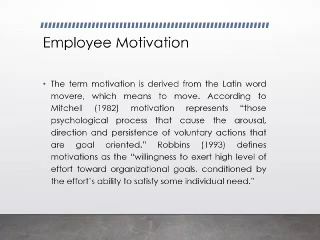 Employee Motivation
• The term motivation is derived from the Latin word
movere, which means to move. According to
Mitchell (1982) motivation represents “those
psychological process that cause the arousal,
direction and persistence of voluntary actions that
are goal oriented.” Robbins (1993) defines
motivations as the “willingness to exert high level of
effort toward organizational goals, conditioned by
the effort’s ability to satisfy some individual need.”